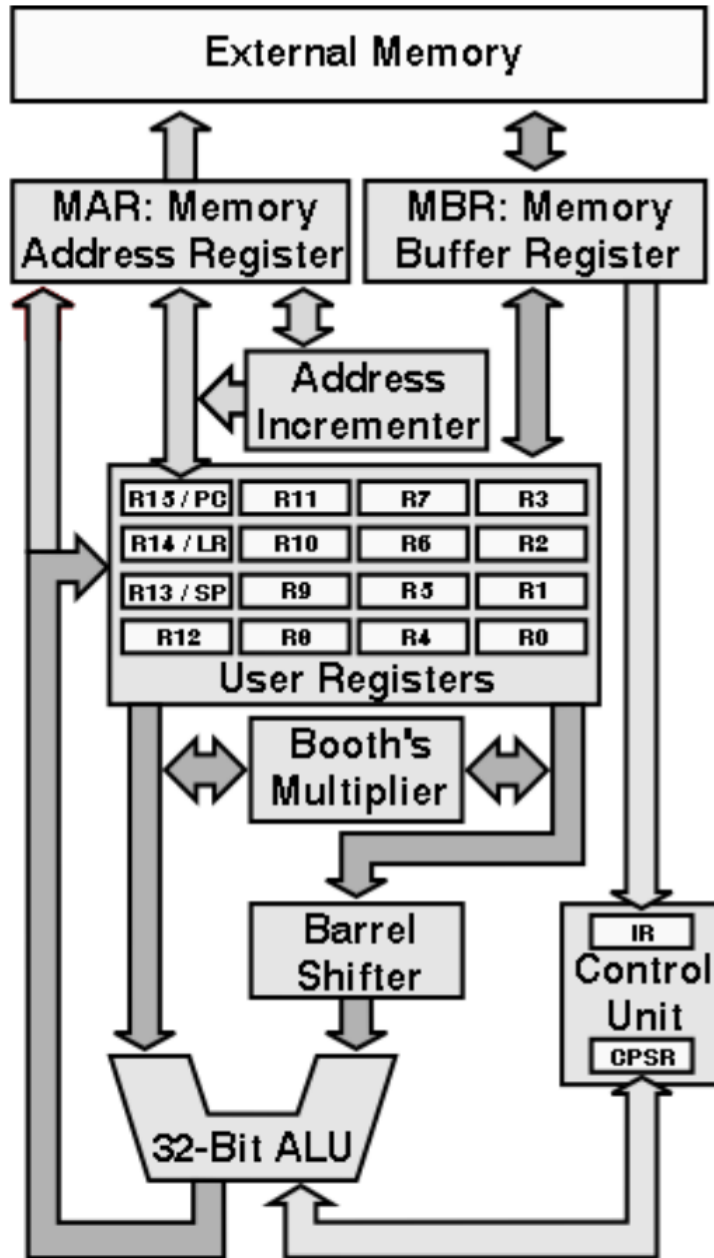 External Memory
MAR: Memory
Address Register
MBR: Memory
Buffer Register
Address
Incrementer
R15 / PC R11 R7 R3
R14 / LR R10 R6 R2
R13 / SP R9 R5 R1
R12 R8 R4 R0
User Registers
Booth's
Multiplier
Barrel
Shifter
IR
Control
Unit
CPSR
32-Bit ALU